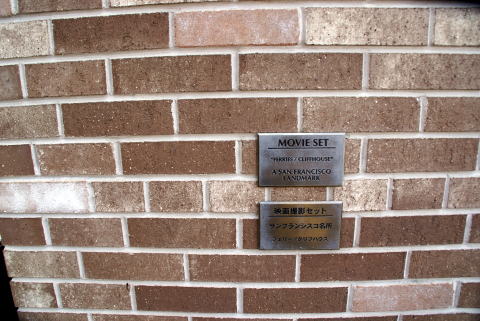 MOVIE SET
"FERRIES / CLIFFHOUSE"
A SAN FRANCISCO
LANDMARK
映画撮影セット
サンフランシスコ名所
フェリー/クリフハウス